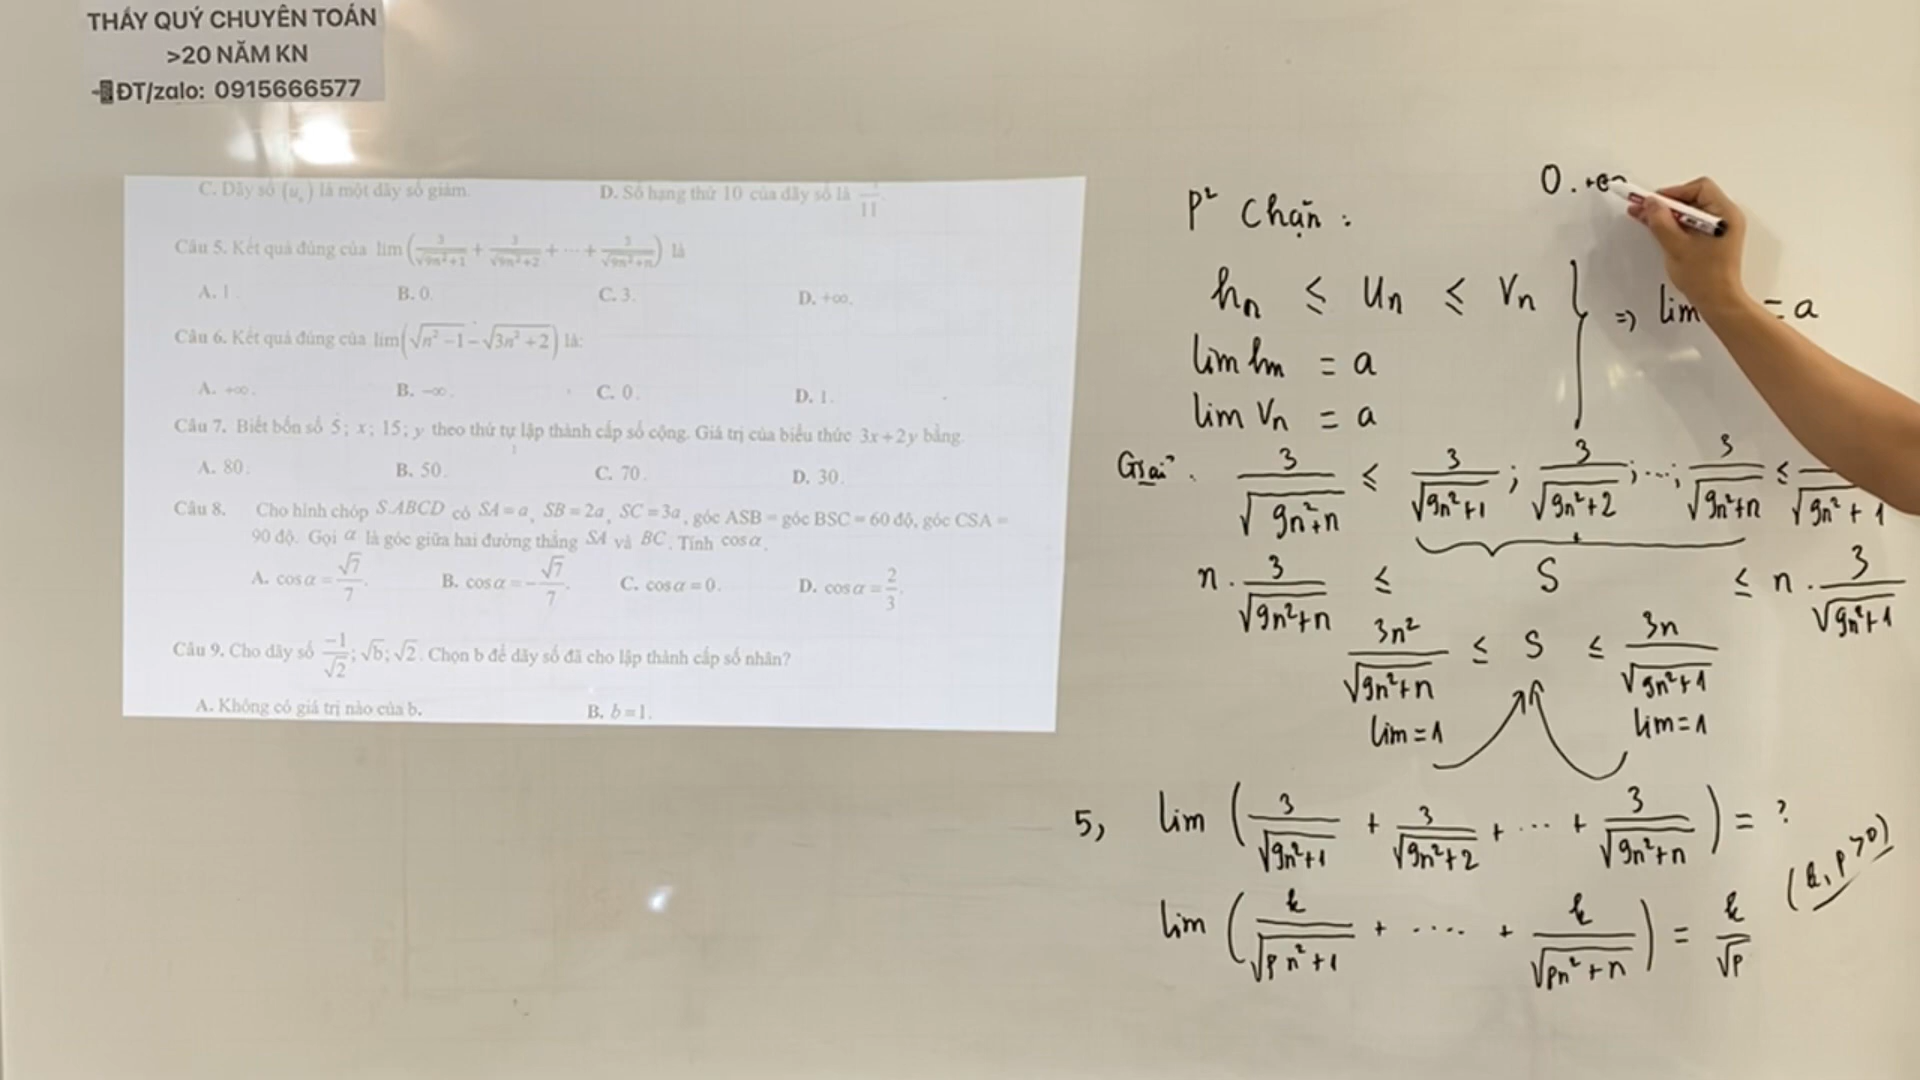 THẦY QUÝ CHUYÊN TOÁN
>20 NĂM KN
ĐT/zalo: 0915666577
C. Dãy số (uₙ) là một dãy số giảm.
D. Số hạng thứ 10 của dãy số là /11.
Câu 5. Kết quả đúng của lim(3/√(9n²+1) + 3/√(9n²+2) + ⋯ + 3/√(9n²+n)) là
A. 1. B. 0. C. 3. D. +∞.
Câu 6. Kết quả đúng của lim(√(n²−1) − √(3n²+2)) là:
A. +∞. B. −∞. C. 0. D. 1.
Câu 7. Biết bốn số 5; x; 15; y theo thứ tự lập thành cấp số cộng. Giá trị của biểu thức 3x+2y bằng.
A. 80. B. 50. C. 70. D. 30.
Câu 8. Cho hình chóp S.ABCD có SA=a, SB=2a, SC=3a, góc ASB = góc BSC = 60 độ, góc CSA =
90 độ. Gọi α là góc giữa hai đường thẳng SA và BC. Tính cosα.
A. cosα = √7/7. B. cosα = −√7/7. C. cosα = 0. D. cosα = 2/3.
Câu 9. Cho dãy số −1/√2; √b; √2. Chọn b để dãy số đã cho lập thành cấp số nhân?
A. Không có giá trị nào của b. B. b=1.
0.
P² Chặn :
hₙ ≤ uₙ ≤ vₙ } => lim = a
lim hₙ = a
lim vₙ = a
Giải. 3/√(9n²+n) ≤ 3/√(9n²+1) ; 3/√(9n²+2) ; ...; 3/√(9n²+n) ≤ /√(9n²+1)
n . 3/√(9n²+n) ≤ S ≤ n . 3/√(9n²+1)
3n²/√(9n²+n) ≤ S ≤ 3n/√(9n²+1)
lim = 1 lim = 1
5, lim (3/√(9n²+1) + 3/√(9n²+2) + ... + 3/√(9n²+n)) = ?
lim (k/√(pn²+1) + .... + k/√(pn²+n)) = k/√p (k, p >0)